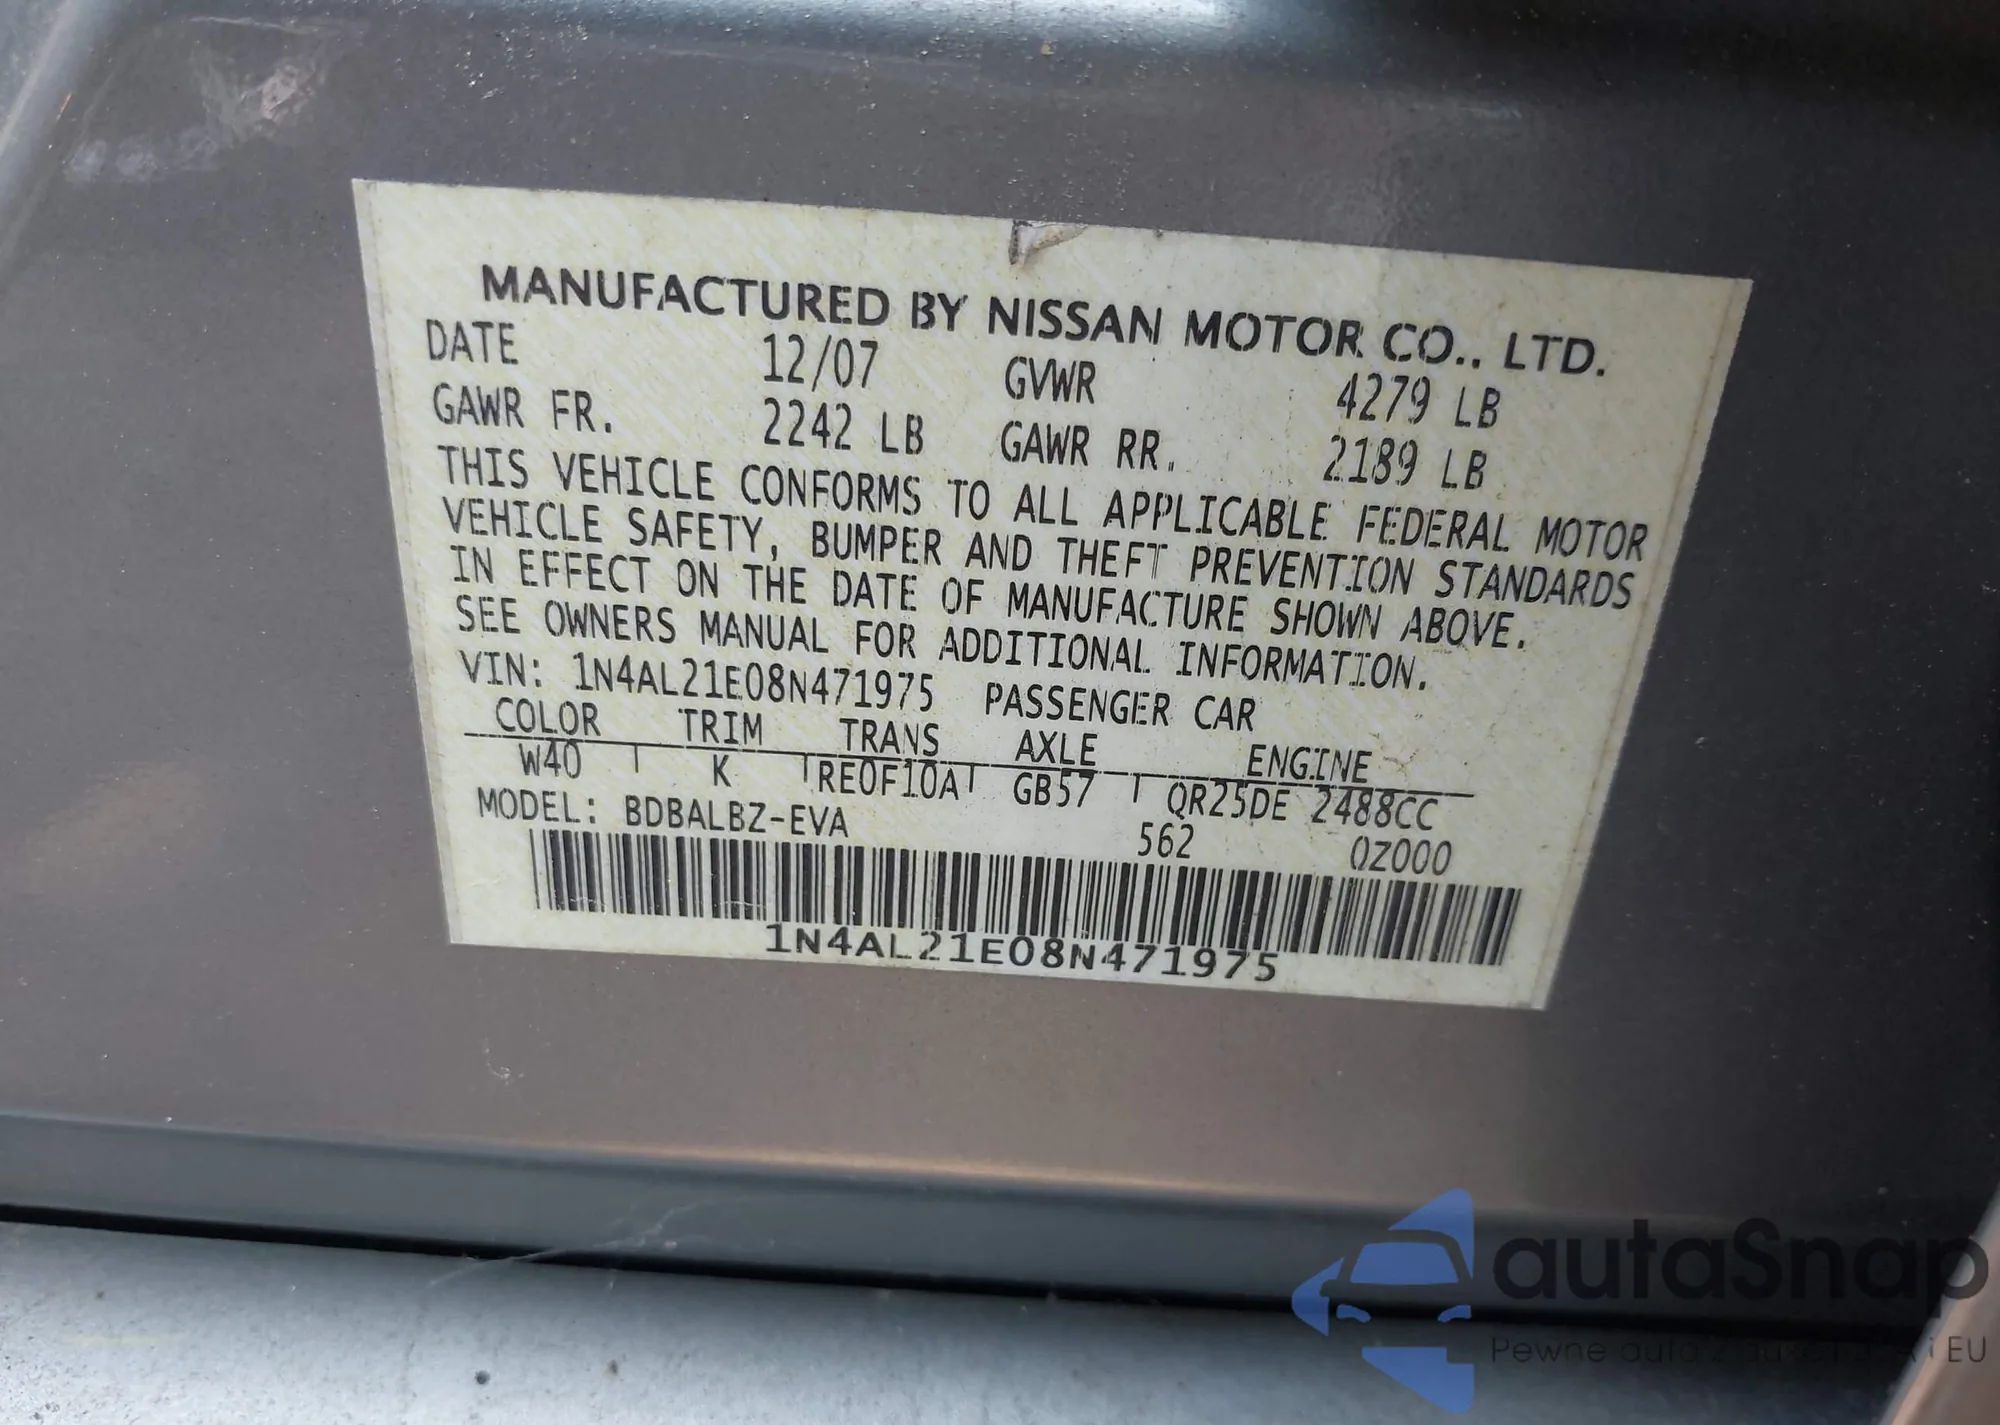 MANUFACTURED BY NISSAN MOTOR CO., LTD.
DATE 12/07 GVWR 4279 LB
GAWR FR. 2242 LB GAWR RR. 2189 LB
THIS VEHICLE CONFORMS TO ALL APPLICABLE FEDERAL MOTOR
VEHICLE SAFETY, BUMPER AND THEFT PREVENTION STANDARDS
IN EFFECT ON THE DATE OF MANUFACTURE SHOWN ABOVE.
SEE OWNERS MANUAL FOR ADDITIONAL INFORMATION.
VIN: 1N4AL21E08N471975 PASSENGER CAR
COLOR TRIM TRANS AXLE ENGINE
W40 K RE0F10A GB57 QR25DE 2488CC
MODEL: BDBALBZ-EVA 562 0Z000
1N4AL21E08N471975
autaSnap
Pewne auta z i EU